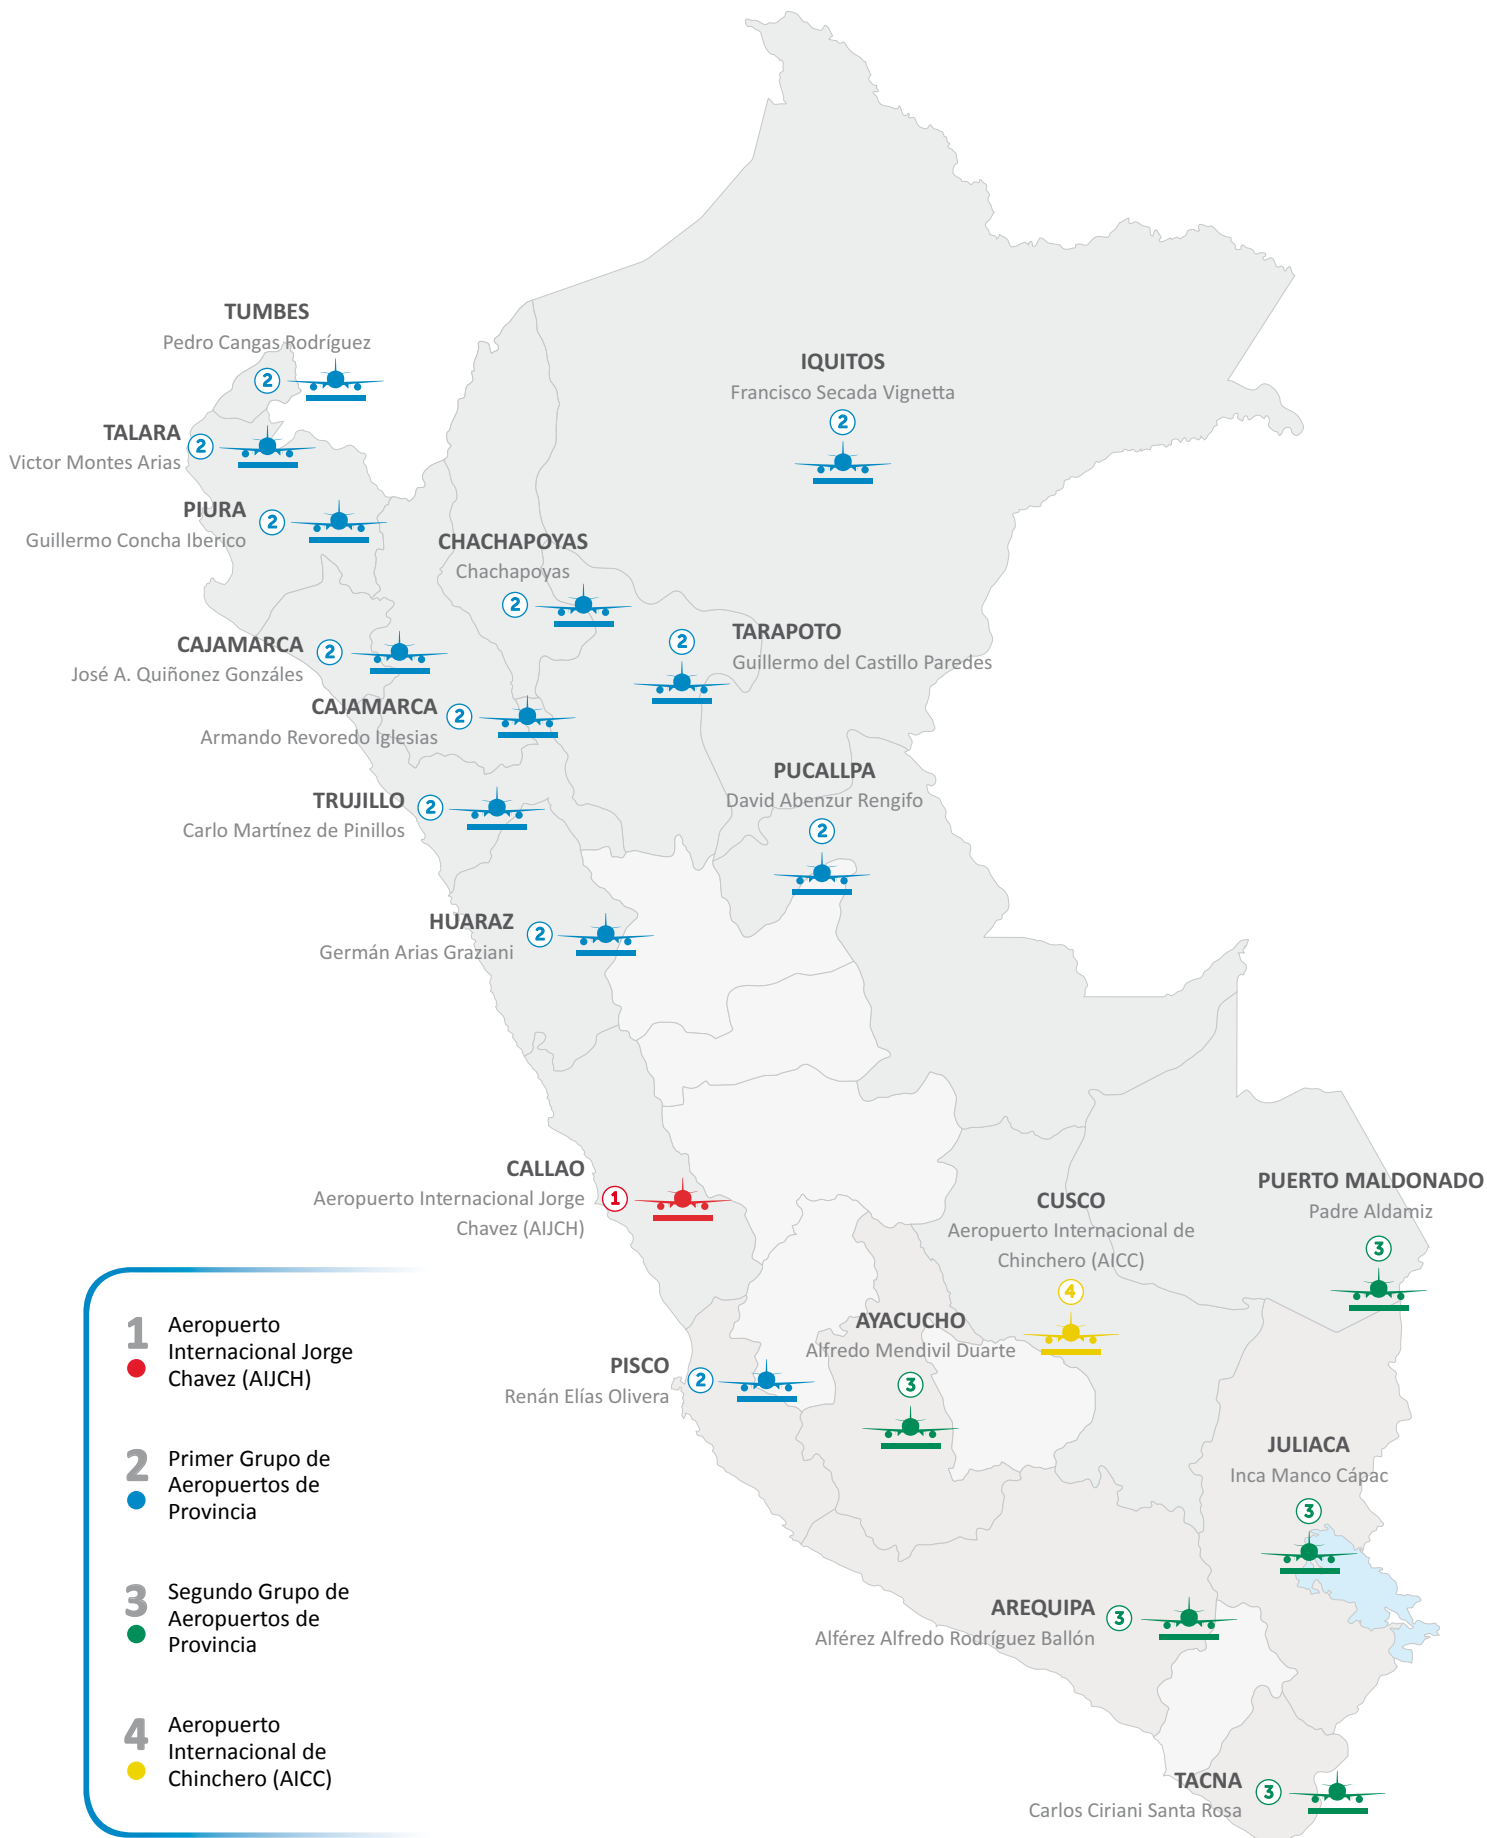 TUMBES
Pedro Cangas Rodríguez
2
IQUITOS
Francisco Secada Vignetta
2
TALARA
Victor Montes Arias
2
PIURA
Guillermo Concha Iberico
2
CHACHAPOYAS
Chachapoyas
2
TARAPOTO
Guillermo del Castillo Paredes
2
CAJAMARCA
José A. Quiñonez Gonzáles
2
CAJAMARCA
Armando Revoredo Iglesias
2
PUCALLPA
David Abenzur Rengifo
2
TRUJILLO
Carlo Martínez de Pinillos
2
HUARAZ
Germán Arias Graziani
2
CALLAO
Aeropuerto Internacional Jorge
Chavez (AIJCH)
1
CUSCO
Aeropuerto Internacional de
Chinchero (AICC)
4
PUERTO MALDONADO
Padre Aldamiz
3
AYACUCHO
Alfredo Mendivil Duarte
3
PISCO
Renán Elías Olivera
2
JULIACA
Inca Manco Cápac
3
AREQUIPA
Alférez Alfredo Rodríguez Ballón
3
TACNA
Carlos Ciriani Santa Rosa
3
1
Aeropuerto
Internacional Jorge
Chavez (AIJCH)
2
Primer Grupo de
Aeropuertos de
Provincia
3
Segundo Grupo de
Aeropuertos de
Provincia
4
Aeropuerto
Internacional de
Chinchero (AICC)